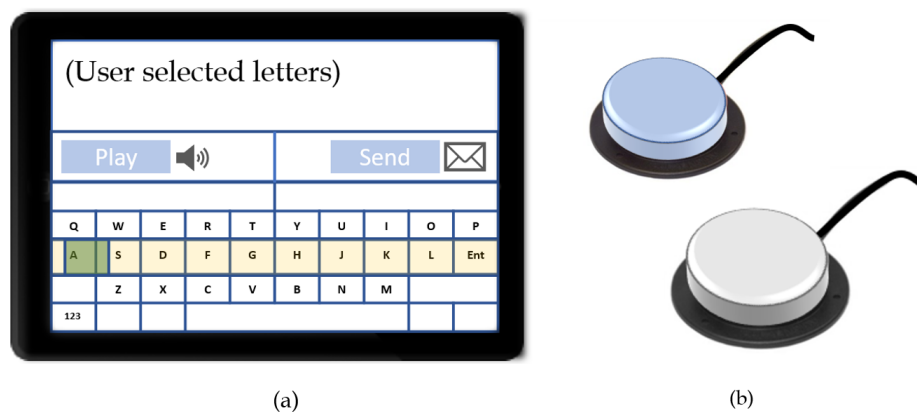 (User selected letters)
Play Send
Q W E R T Y U I O P
A S D F G H J K L Ent
Z X C V B N M
123
(a) (b)